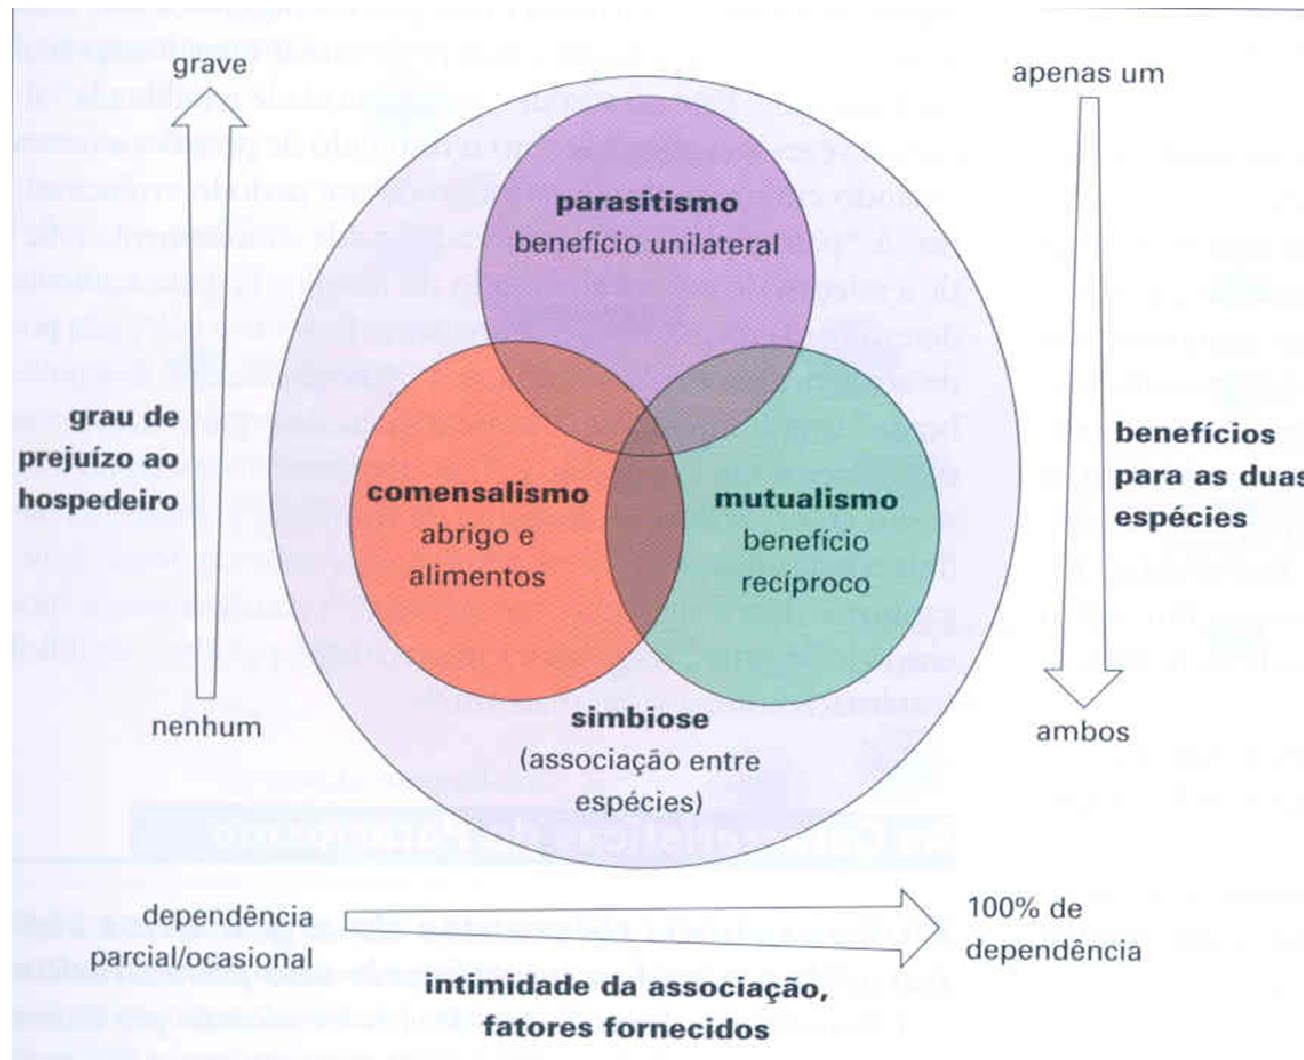 grave
apenas um
parasitismo
benefício unilateral
grau de
prejuízo ao
hospedeiro
comensalismo
abrigo e
alimentos
mutualismo
benefício
recíproco
benefícios
para as duas
espécies
nenhum
simbiose
(associação entre
espécies)
ambos
dependência
parcial/ocasional
100% de
dependência
intimidade da associação,
fatores fornecidos